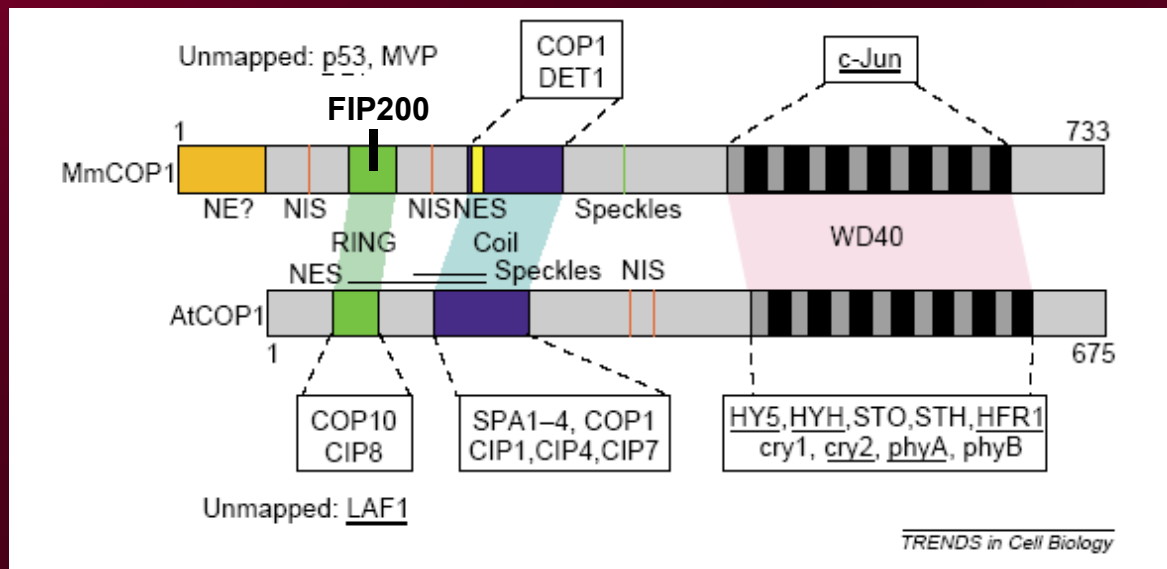 Unmapped: p53, MVP
COP1
DET1
c-Jun
FIP200
1
733
MmCOP1
NE?
NIS
NIS
NES
Speckles
RING
Coil
WD40
NES
Speckles
NIS
AtCOP1
1
675
COP10
CIP8
SPA1–4, COP1
CIP1,CIP4,CIP7
HY5,HYH,STO,STH,HFR1
cry1, cry2, phyA, phyB
Unmapped: LAF1
TRENDS in Cell Biology